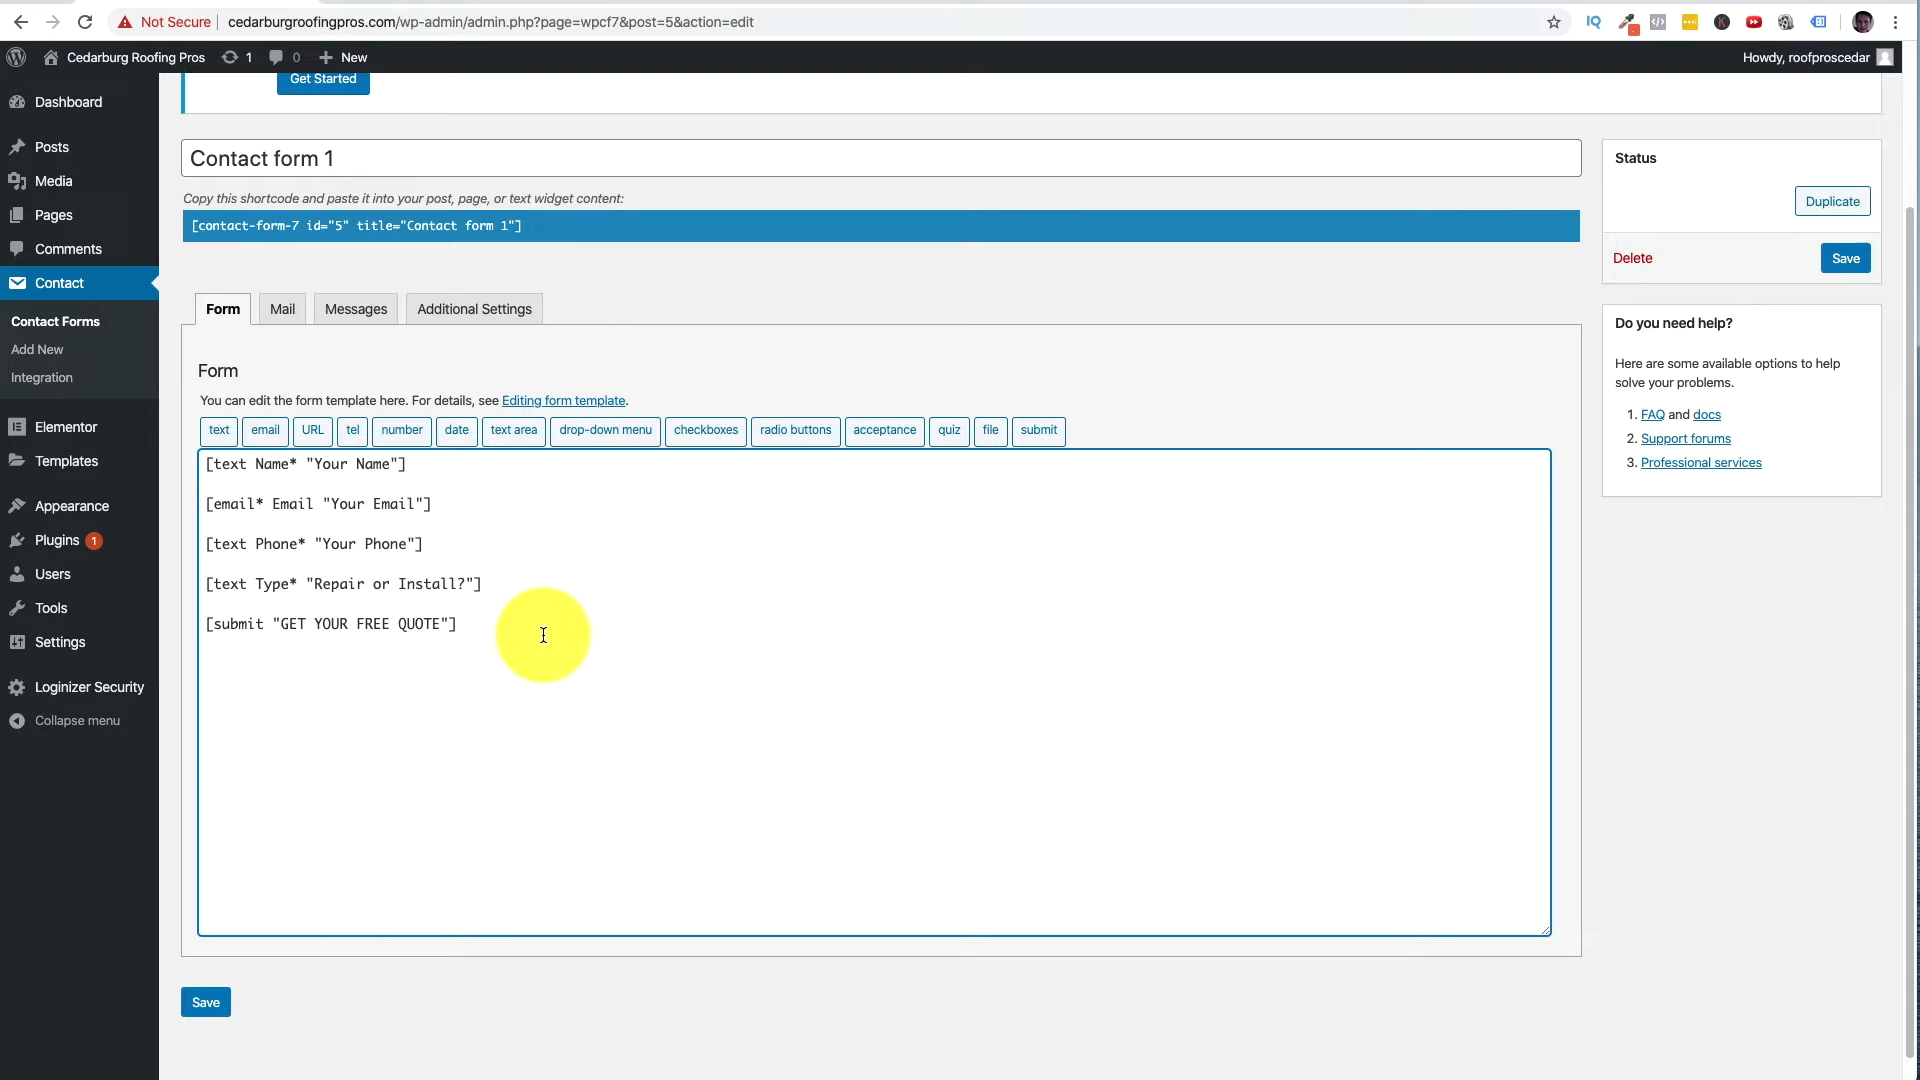 Not Secure cedarburgroofingpros.com/wp-admin/admin.php?page=wpcf7&post=5&action=edit
IQ
Cedarburg Roofing Pros 1 0 New Howdy, roofproscedar
Get Started
Dashboard
Posts
Media
Pages
Comments
Contact
Contact Forms
Add New
Integration
Elementor
Templates
Appearance
Plugins 1
Users
Tools
Settings
Loginizer Security
Collapse menu
Contact form 1
Copy this shortcode and paste it into your post, page, or text widget content:
[contact-form-7 id="5" title="Contact form 1"]
Form Mail Messages Additional Settings
Form
You can edit the form template here. For details, see Editing form template.
text email URL tel number date text area drop-down menu checkboxes radio buttons acceptance quiz file submit
[text Name* "Your Name"]
[email* Email "Your Email"]
[text Phone* "Your Phone"]
[text Type* "Repair or Install?"]
[submit "GET YOUR FREE QUOTE"]
Save
Status
Duplicate
Delete Save
Do you need help?
Here are some available options to help
solve your problems.
1. FAQ and docs
2. Support forums
3. Professional services